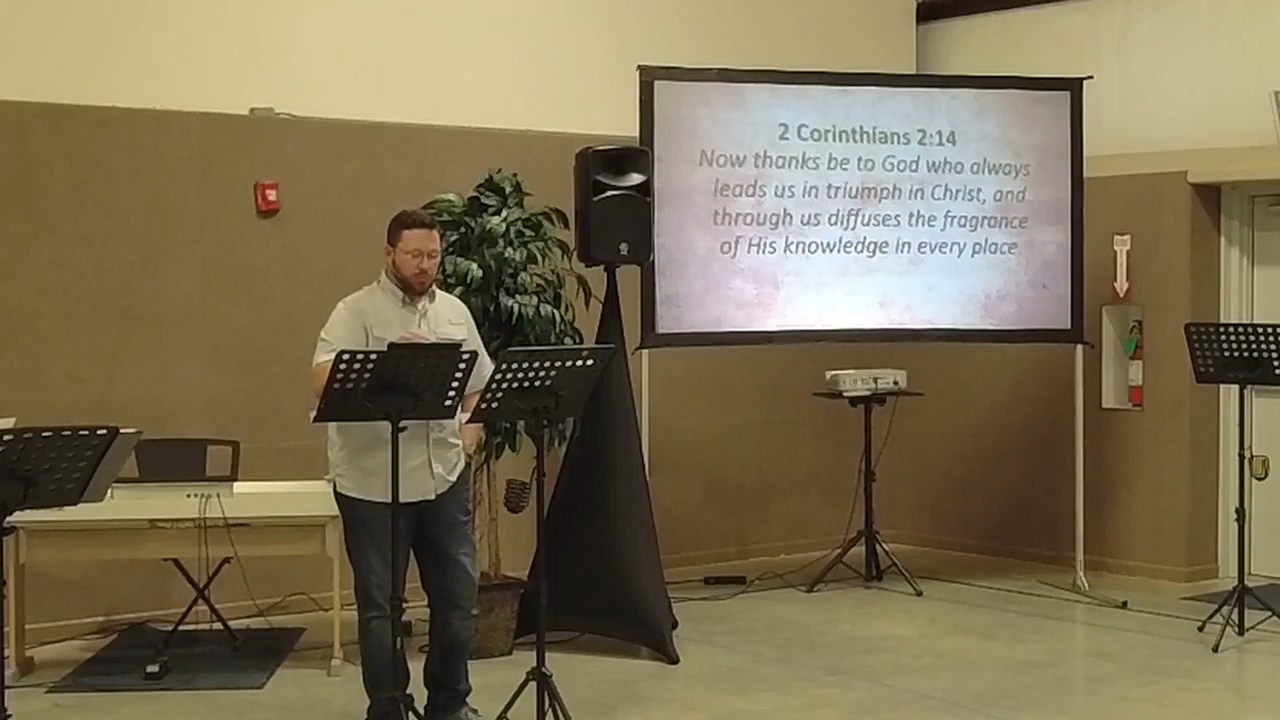 2 Corinthians 2:14
Now thanks be to God who always
leads us in triumph in Christ, and
through us diffuses the fragrance
of His knowledge in every place.